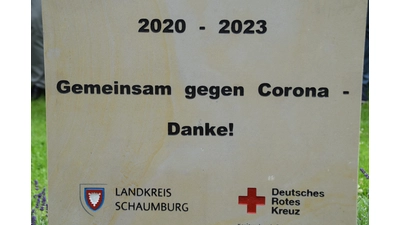 2020 - 2023
Gemeinsam gegen Corona -
Danke!
LANDKREIS
SCHAUMBURG
Deutsches
Rotes
Kreuz